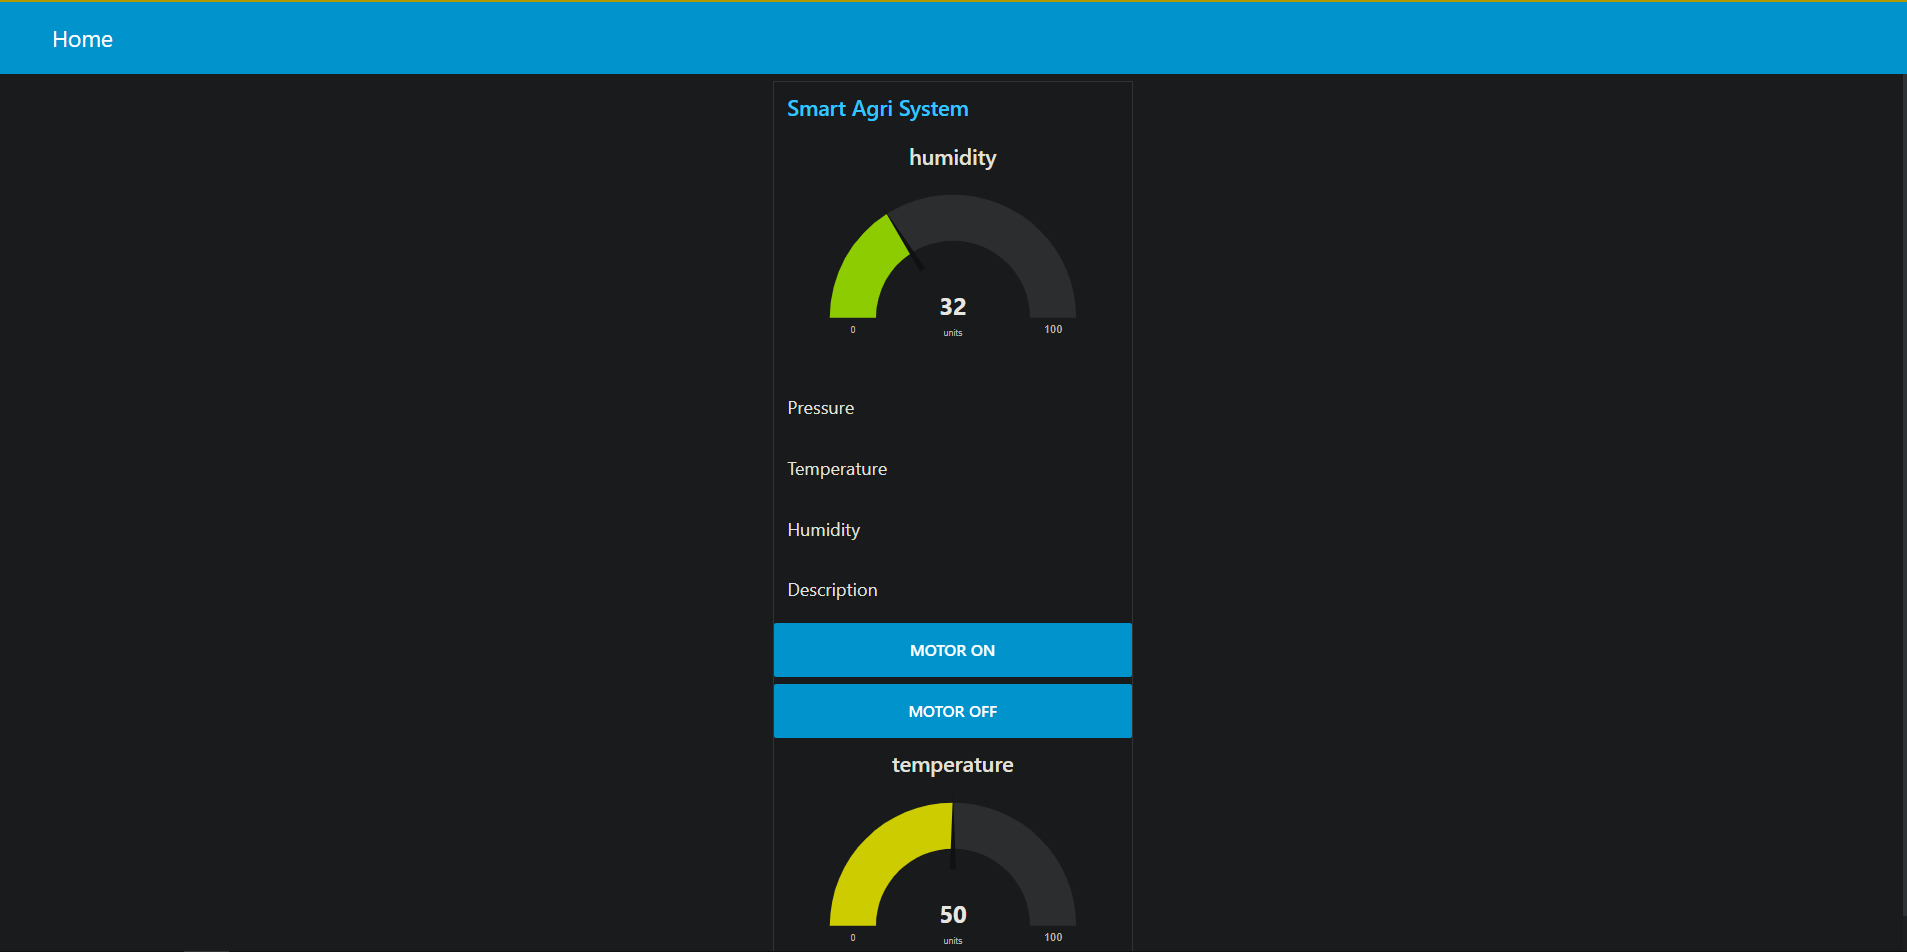 Home
Smart Agri System
humidity
32
0 units 100
Pressure
Temperature
Humidity
Description
MOTOR ON
MOTOR OFF
temperature
50
0 units 100